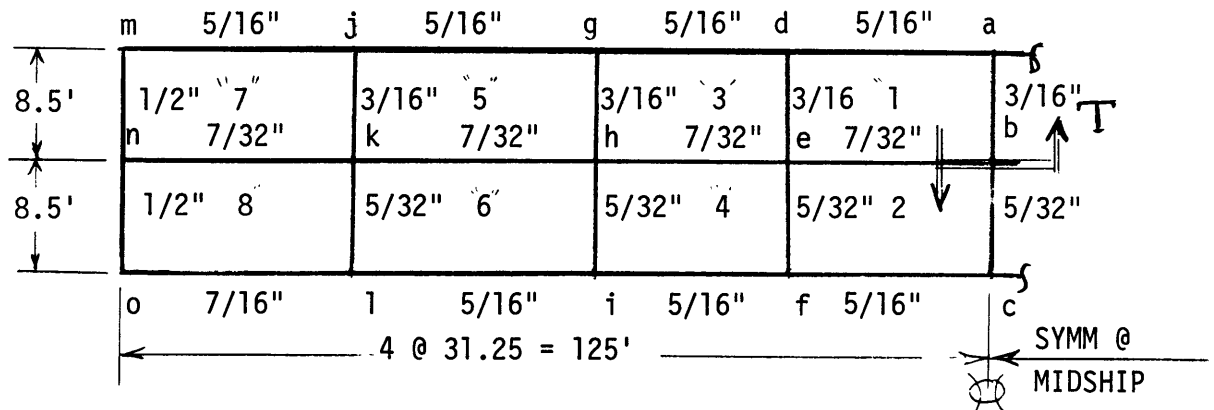 m 5/16" j 5/16" g 5/16" d 5/16" a
8.5' 1/2" "7" 3/16" "5" 3/16" "3" 3/16 "1 3/16" T
n 7/32" k 7/32" h 7/32" e 7/32" b
8.5' 1/2" 8" 5/32" "6" 5/32" "4" 5/32" 2 5/32"
o 7/16" l 5/16" i 5/16" f 5/16" c
4 @ 31.25 = 125' SYMM @
MIDSHIP